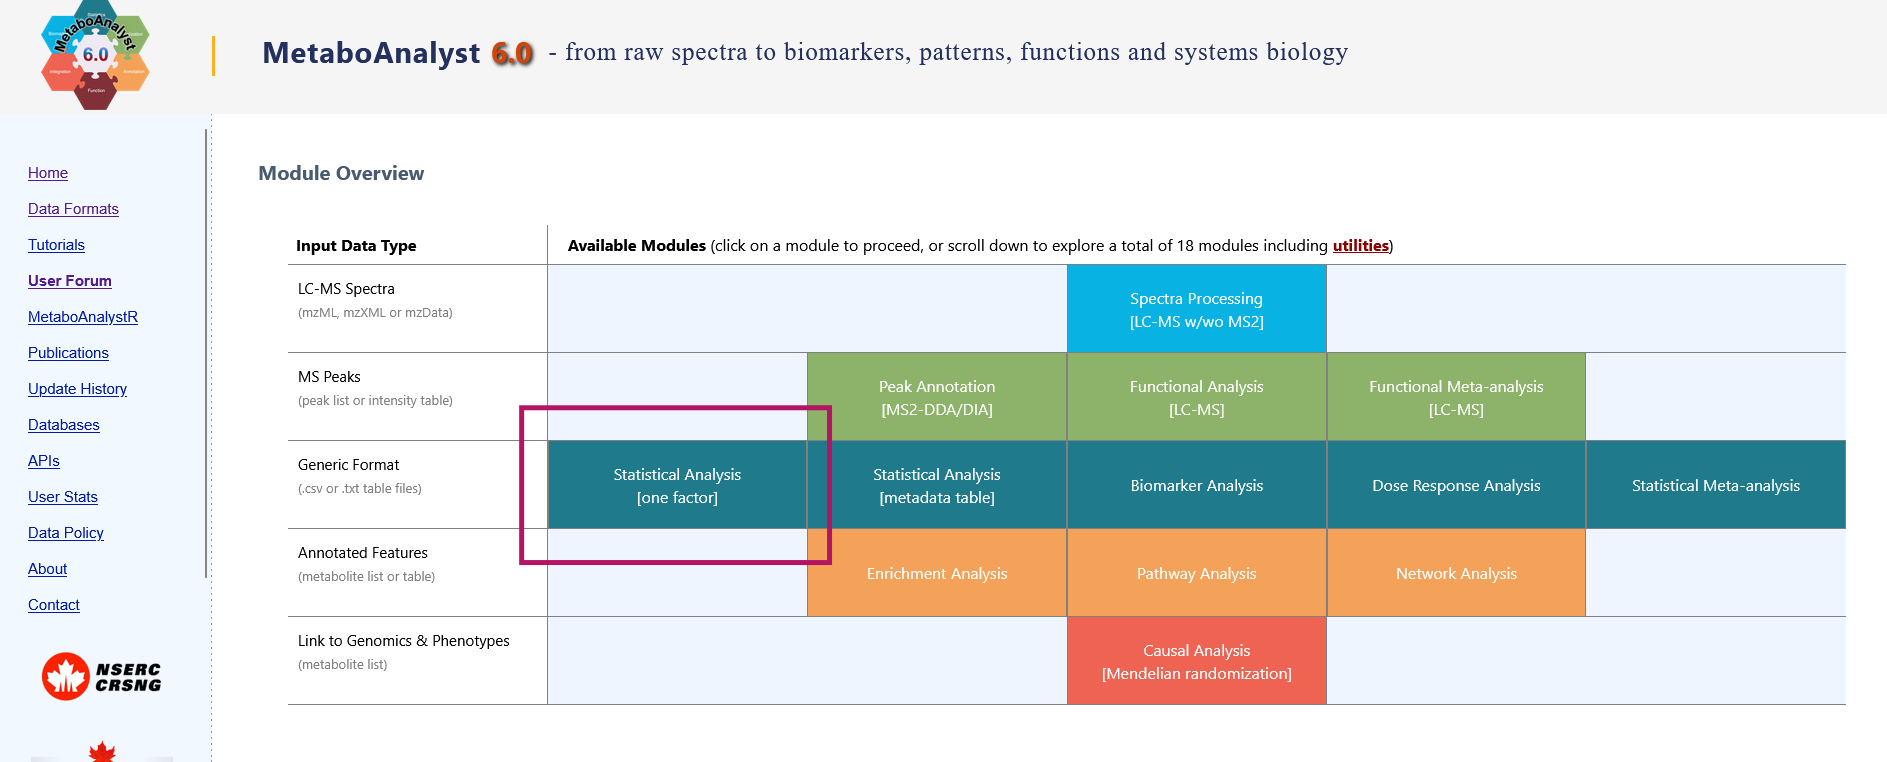 MetaboAnalyst
6.0
Integration
Annotation
Function
MetaboAnalyst 6.0 - from raw spectra to biomarkers, patterns, functions and systems biology
Home
Data Formats
Tutorials
User Forum
MetaboAnalystR
Publications
Update History
Databases
APIs
User Stats
Data Policy
About
Contact
NSERC
CRSNG
Module Overview
Input Data Type
Available Modules (click on a module to proceed, or scroll down to explore a total of 18 modules including utilities)
LC-MS Spectra
(mzML, mzXML or mzData)
Spectra Processing
[LC-MS w/wo MS2]
MS Peaks
(peak list or intensity table)
Peak Annotation
[MS2-DDA/DIA]
Functional Analysis
[LC-MS]
Functional Meta-analysis
[LC-MS]
Generic Format
(.csv or .txt table files)
Statistical Analysis
[one factor]
Statistical Analysis
[metadata table]
Biomarker Analysis
Dose Response Analysis
Statistical Meta-analysis
Annotated Features
(metabolite list or table)
Enrichment Analysis
Pathway Analysis
Network Analysis
Link to Genomics & Phenotypes
(metabolite list)
Causal Analysis
[Mendelian randomization]